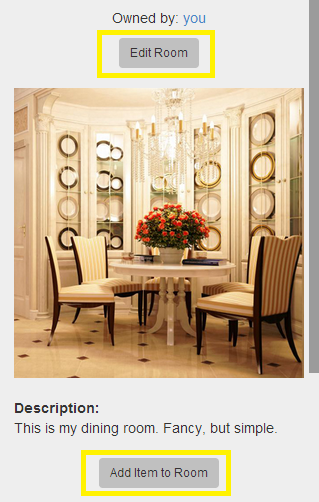 Owned by: you
Edit Room
Description:
This is my dining room. Fancy, but simple.
Add Item to Room